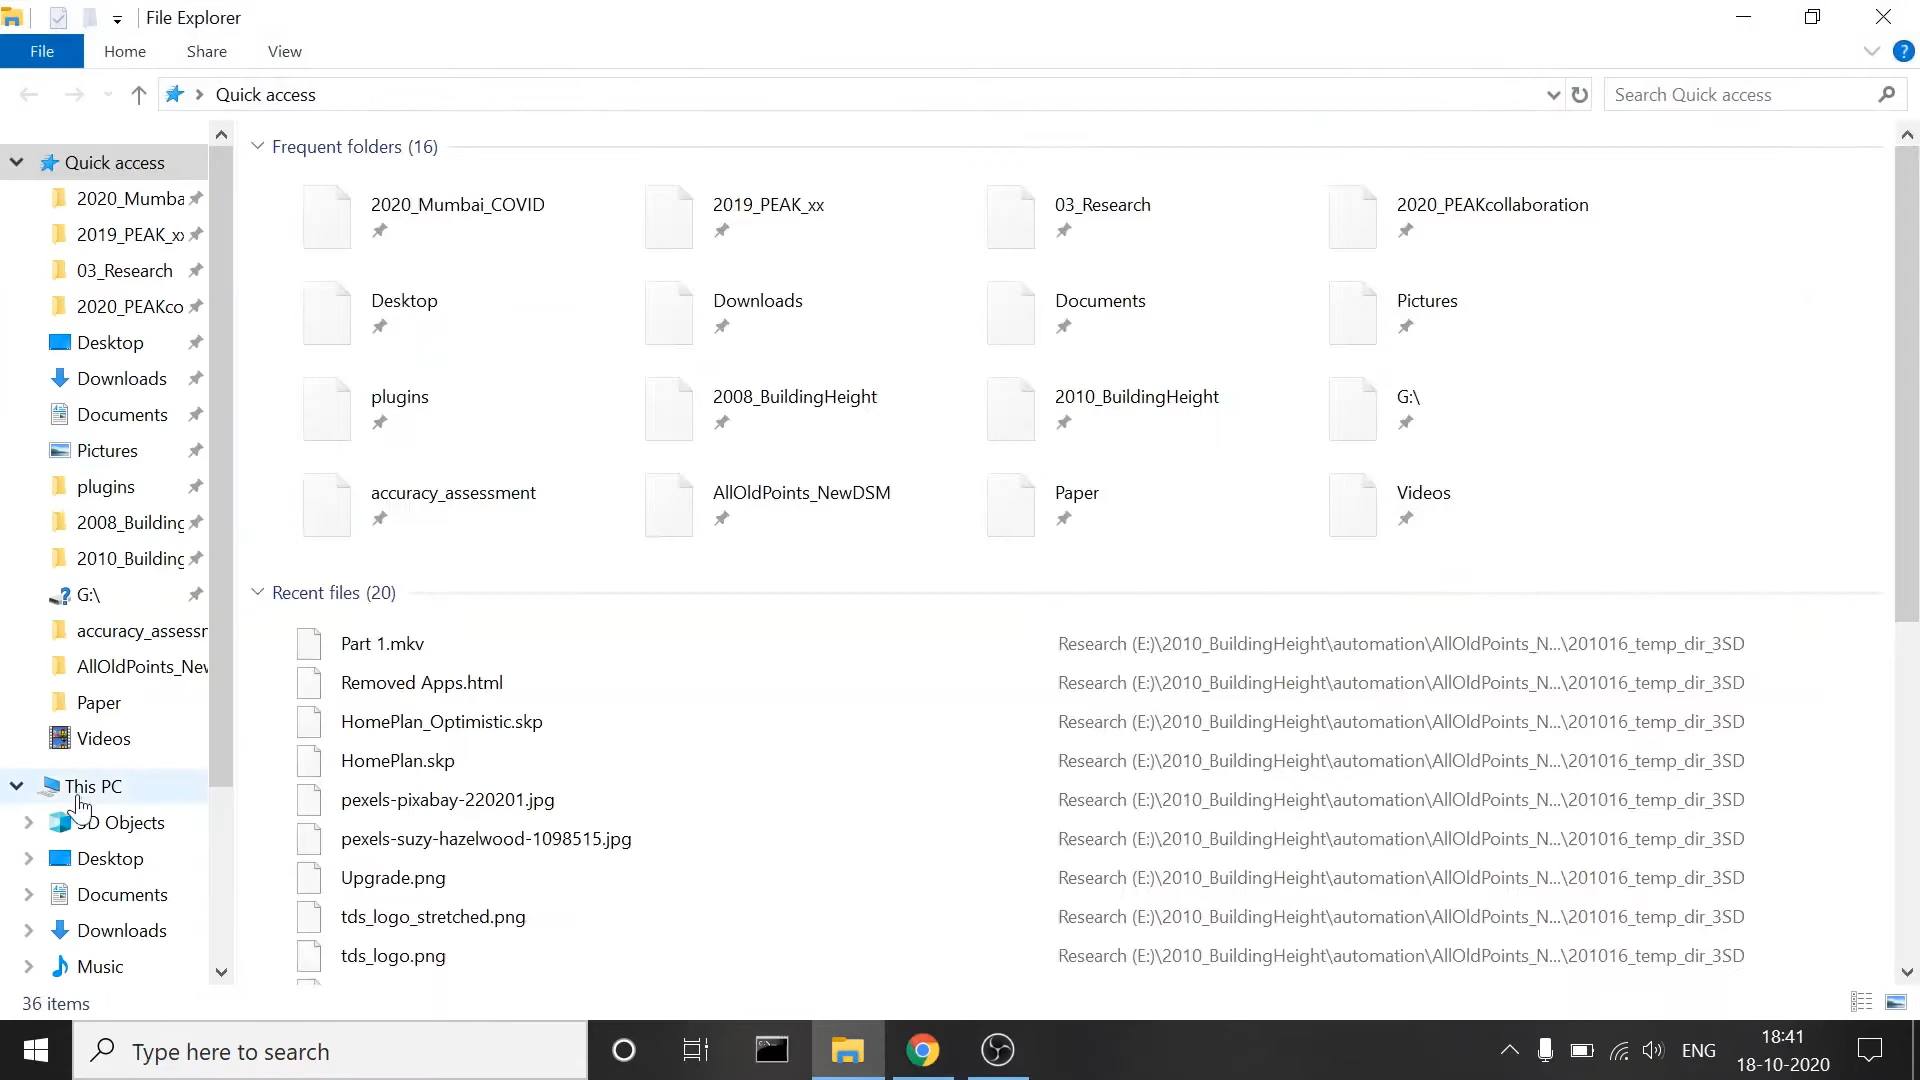 File Explorer
File
Home
Share
View
?
Quick access
Search Quick access
Quick access
2020_Mumba
2019_PEAK_xx
03_Research
2020_PEAKco
Desktop
Downloads
Documents
Pictures
plugins
2008_Building
2010_Building
G:\
accuracy_assessr
AllOldPoints_Nev
Paper
Videos
This PC
3D Objects
Desktop
Documents
Downloads
Music
Frequent folders (16)
2020_Mumbai_COVID
2019_PEAK_xx
03_Research
2020_PEAKcollaboration
Desktop
Downloads
Documents
Pictures
plugins
2008_BuildingHeight
2010_BuildingHeight
G:\
accuracy_assessment
AllOldPoints_NewDSM
Paper
Videos
Recent files (20)
Part 1.mkv Research (E:)\2010_BuildingHeight\automation\AllOldPoints_N...\201016_temp_dir_3SD
Removed Apps.html Research (E:)\2010_BuildingHeight\automation\AllOldPoints_N...\201016_temp_dir_3SD
HomePlan_Optimistic.skp Research (E:)\2010_BuildingHeight\automation\AllOldPoints_N...\201016_temp_dir_3SD
HomePlan.skp Research (E:)\2010_BuildingHeight\automation\AllOldPoints_N...\201016_temp_dir_3SD
pexels-pixabay-220201.jpg Research (E:)\2010_BuildingHeight\automation\AllOldPoints_N...\201016_temp_dir_3SD
pexels-suzy-hazelwood-1098515.jpg Research (E:)\2010_BuildingHeight\automation\AllOldPoints_N...\201016_temp_dir_3SD
Upgrade.png Research (E:)\2010_BuildingHeight\automation\AllOldPoints_N...\201016_temp_dir_3SD
tds_logo_stretched.png Research (E:)\2010_BuildingHeight\automation\AllOldPoints_N...\201016_temp_dir_3SD
tds_logo.png Research (E:)\2010_BuildingHeight\automation\AllOldPoints_N...\201016_temp_dir_3SD
36 items
Type here to search
ENG
18:41
18-10-2020